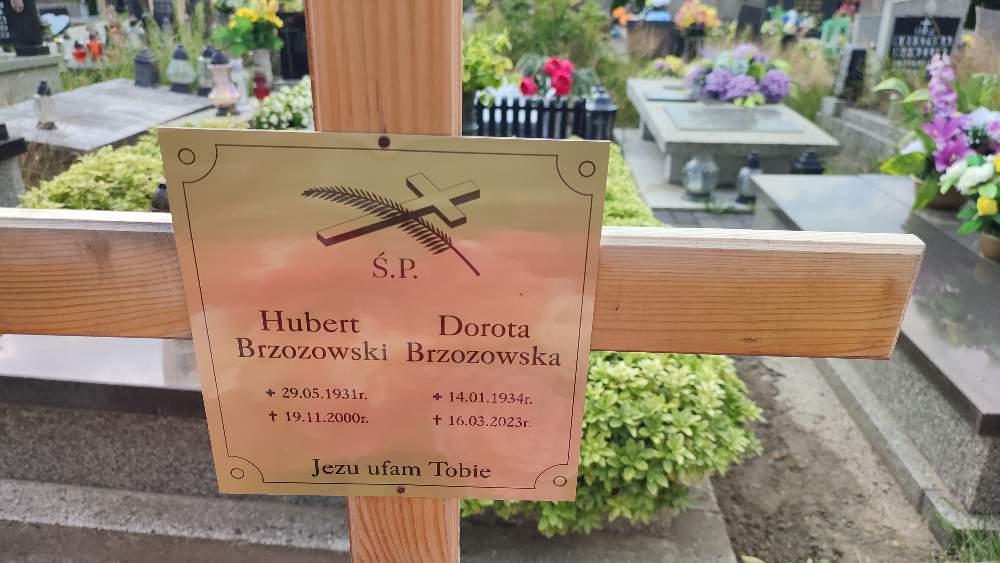 Ś.P.
Hubert Brzozowski
Dorota Brzozowska
✦ 29.05.1931r.
✝ 19.11.2000r.
✦ 14.01.1934r.
✝ 16.03.2023r.
Jezu ufam Tobie